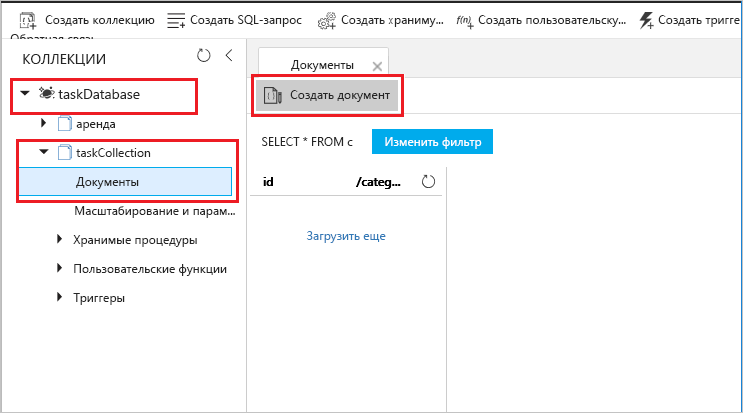 Создать коллекцию Создать SQL-запрос Создать храниму... f(n) Создать пользовательску... Создать тригге
Обратная связь
КОЛЛЕКЦИИ
taskDatabase
аренда
taskCollection
Документы
Масштабирование и парам...
Хранимые процедуры
Пользовательские функции
Триггеры
Документы
Создать документ
SELECT * FROM c Изменить фильтр
id /categ...
Загрузить еще